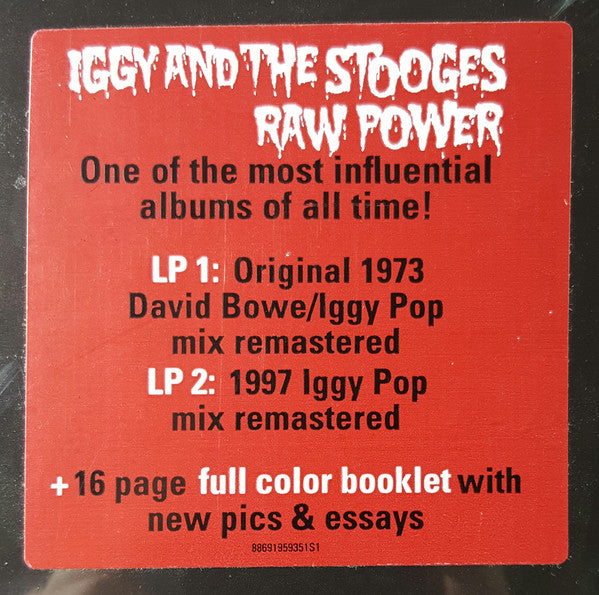 IGGY AND THE STOOGES
RAW POWER
One of the most influential
albums of all time!
LP 1: Original 1973
David Bowe/Iggy Pop
mix remastered
LP 2: 1997 Iggy Pop
mix remastered
+16 page full color booklet with
new pics & essays
88691959351S1